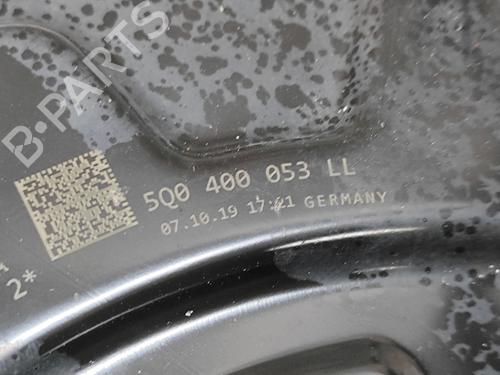 B-PARTS
5Q0 400 053 LL
07.10.19 17:21 GERMANY
2*